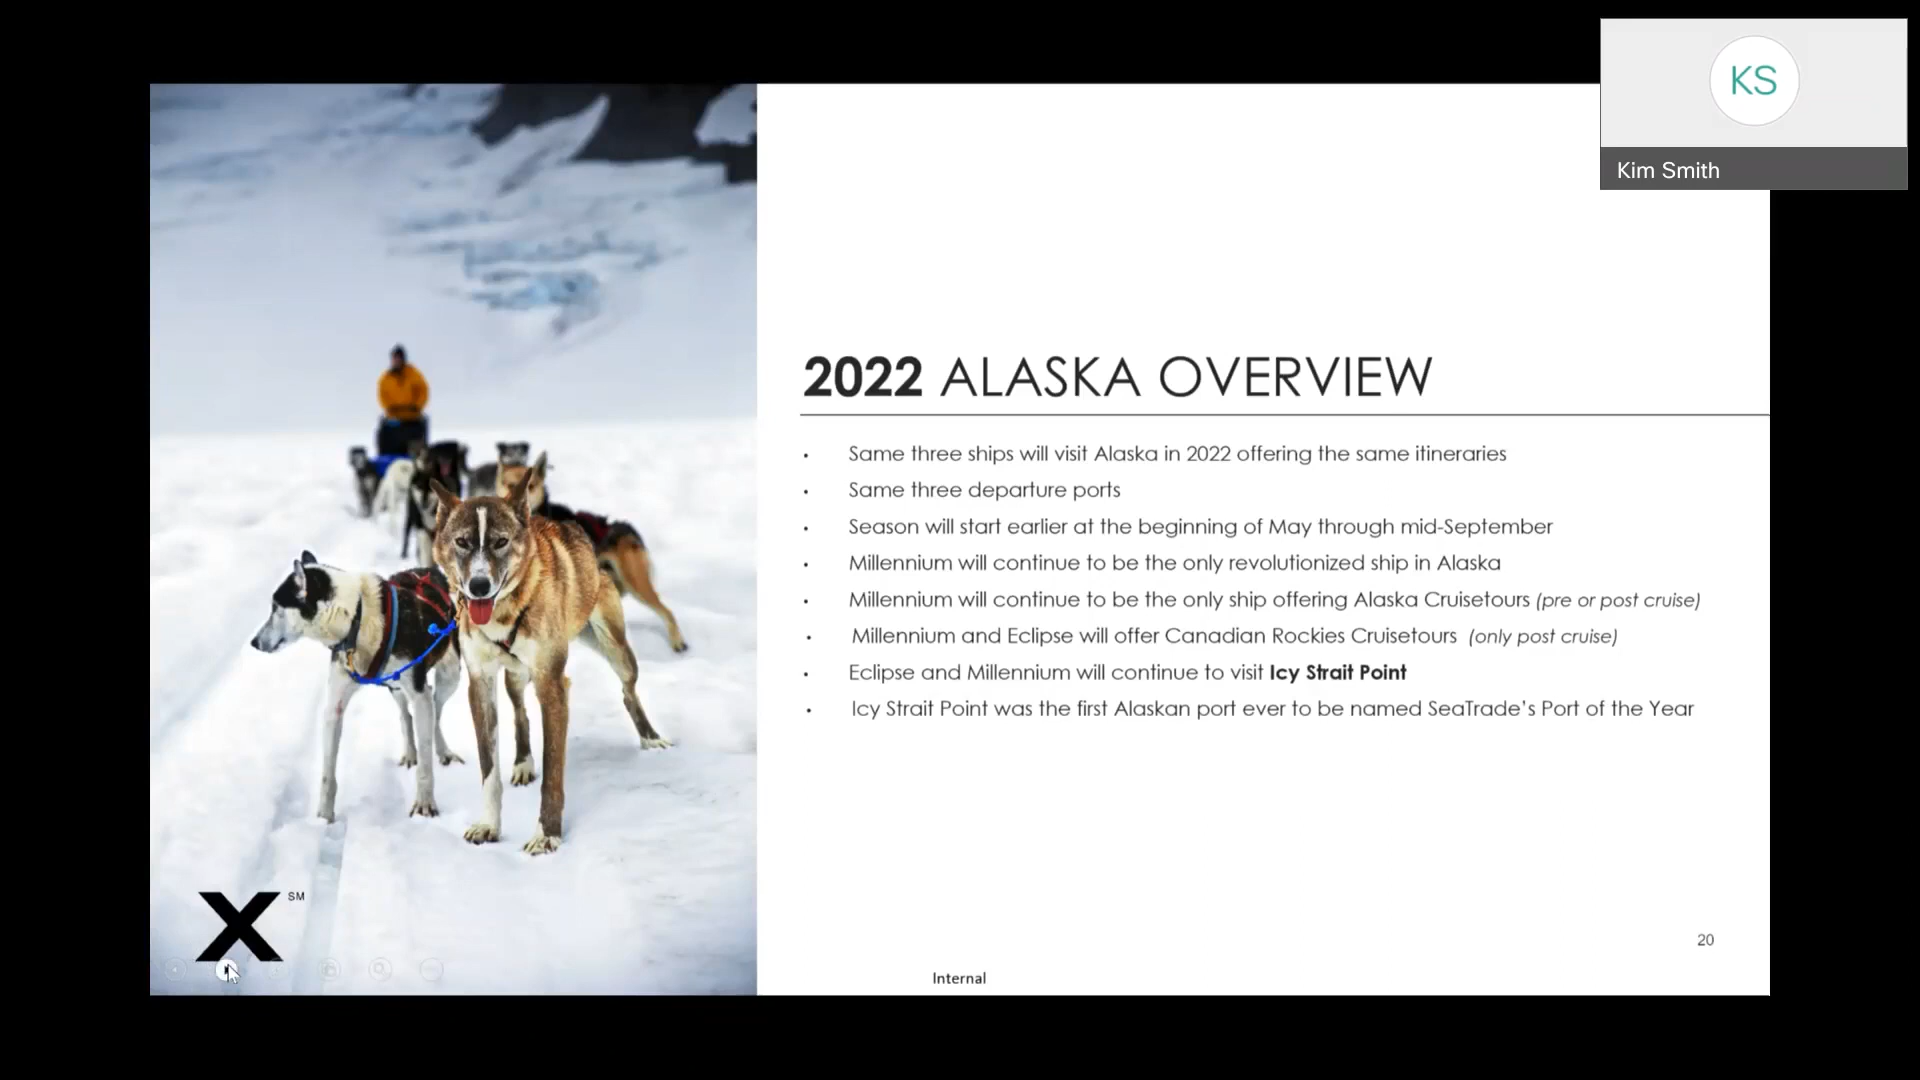 KS
Kim Smith
2022 ALASKA OVERVIEW
• Same three ships will visit Alaska in 2022 offering the same itineraries
• Same three departure ports
• Season will start earlier at the beginning of May through mid-September
• Millennium will continue to be the only revolutionized ship in Alaska
• Millennium will continue to be the only ship offering Alaska Cruisetours (pre or post cruise)
• Millennium and Eclipse will offer Canadian Rockies Cruisetours (only post cruise)
• Eclipse and Millennium will continue to visit Icy Strait Point
• Icy Strait Point was the first Alaskan port ever to be named SeaTrade’s Port of the Year
X SM
20
Internal